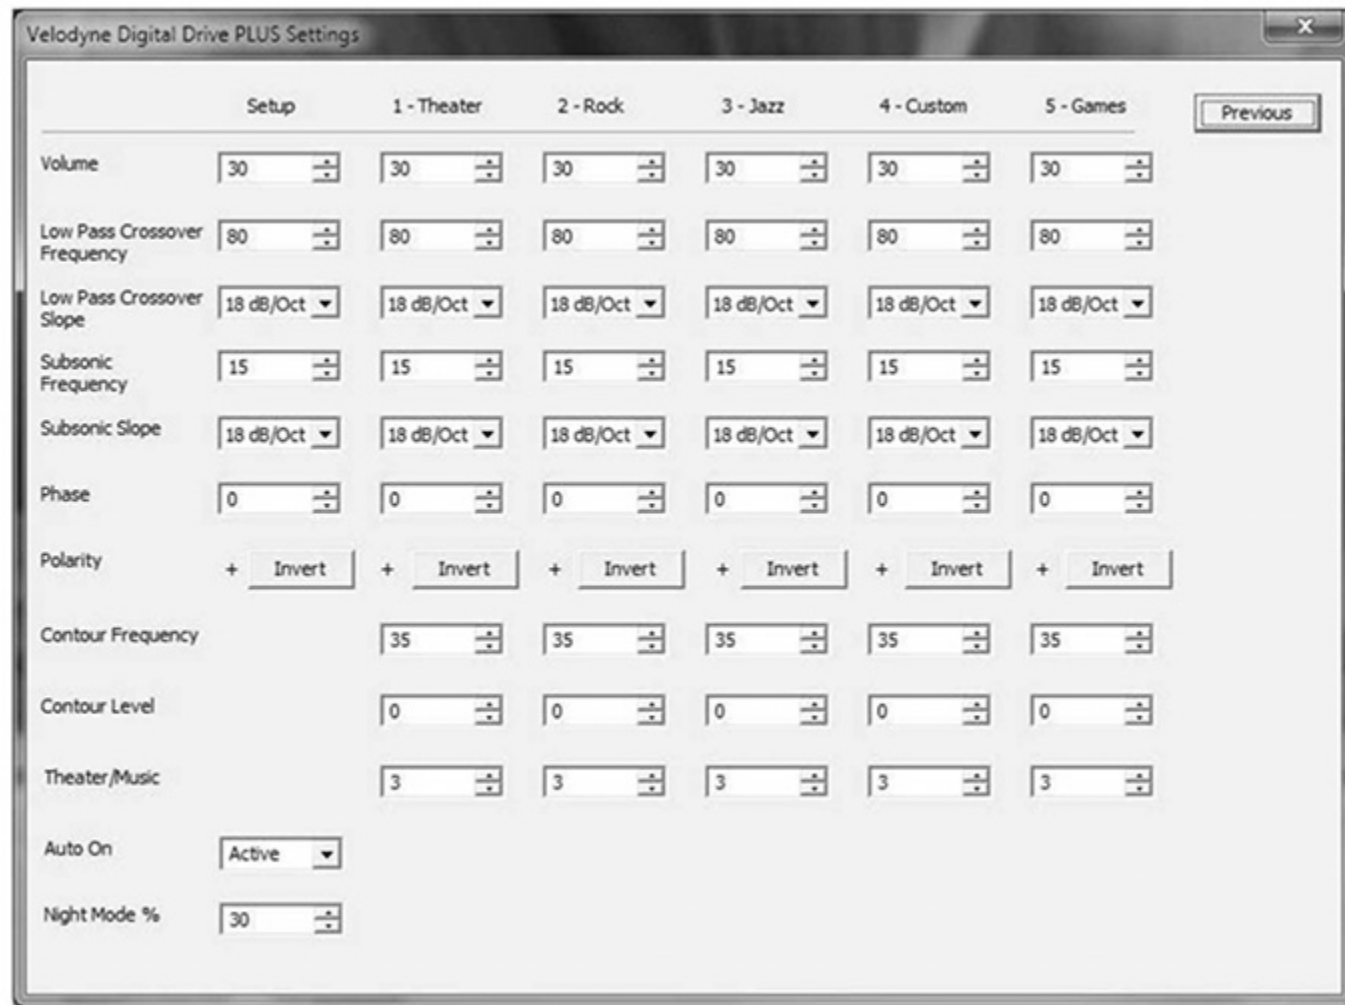 Velodyne Digital Drive PLUS Settings
Setup 1 - Theater 2 - Rock 3 - Jazz 4 - Custom 5 - Games Previous
Volume 30 30 30 30 30 30
Low Pass Crossover
Frequency 80 80 80 80 80 80
Low Pass Crossover
Slope 18 dB/Oct 18 dB/Oct 18 dB/Oct 18 dB/Oct 18 dB/Oct 18 dB/Oct
Subsonic
Frequency 15 15 15 15 15 15
Subsonic Slope 18 dB/Oct 18 dB/Oct 18 dB/Oct 18 dB/Oct 18 dB/Oct 18 dB/Oct
Phase 0 0 0 0 0 0
Polarity + Invert + Invert + Invert + Invert + Invert + Invert
Contour Frequency 35 35 35 35 35
Contour Level 0 0 0 0 0
Theater/Music 3 3 3 3 3
Auto On Active
Night Mode % 30